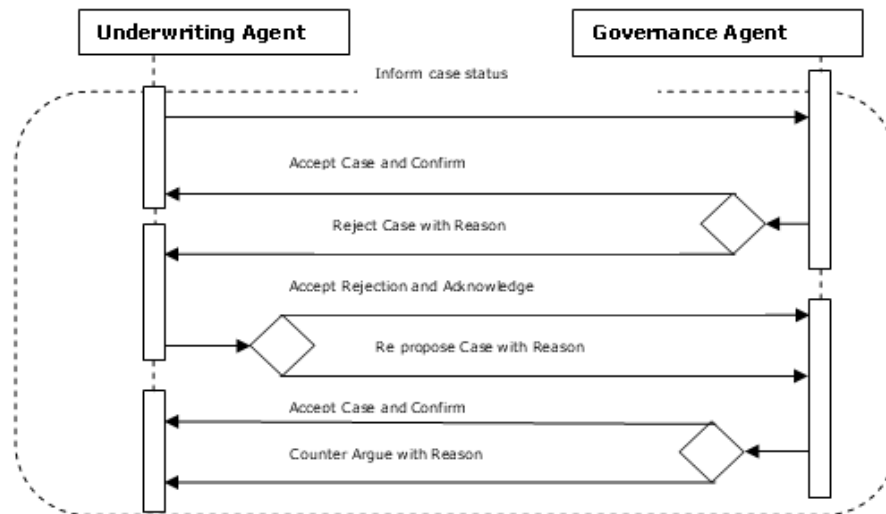 Underwriting Agent
Governance Agent
Inform case status
Accept Case and Confirm
Reject Case with Reason
Accept Rejection and Acknowledge
Re propose Case with Reason
Accept Case and Confirm
Counter Argue with Reason